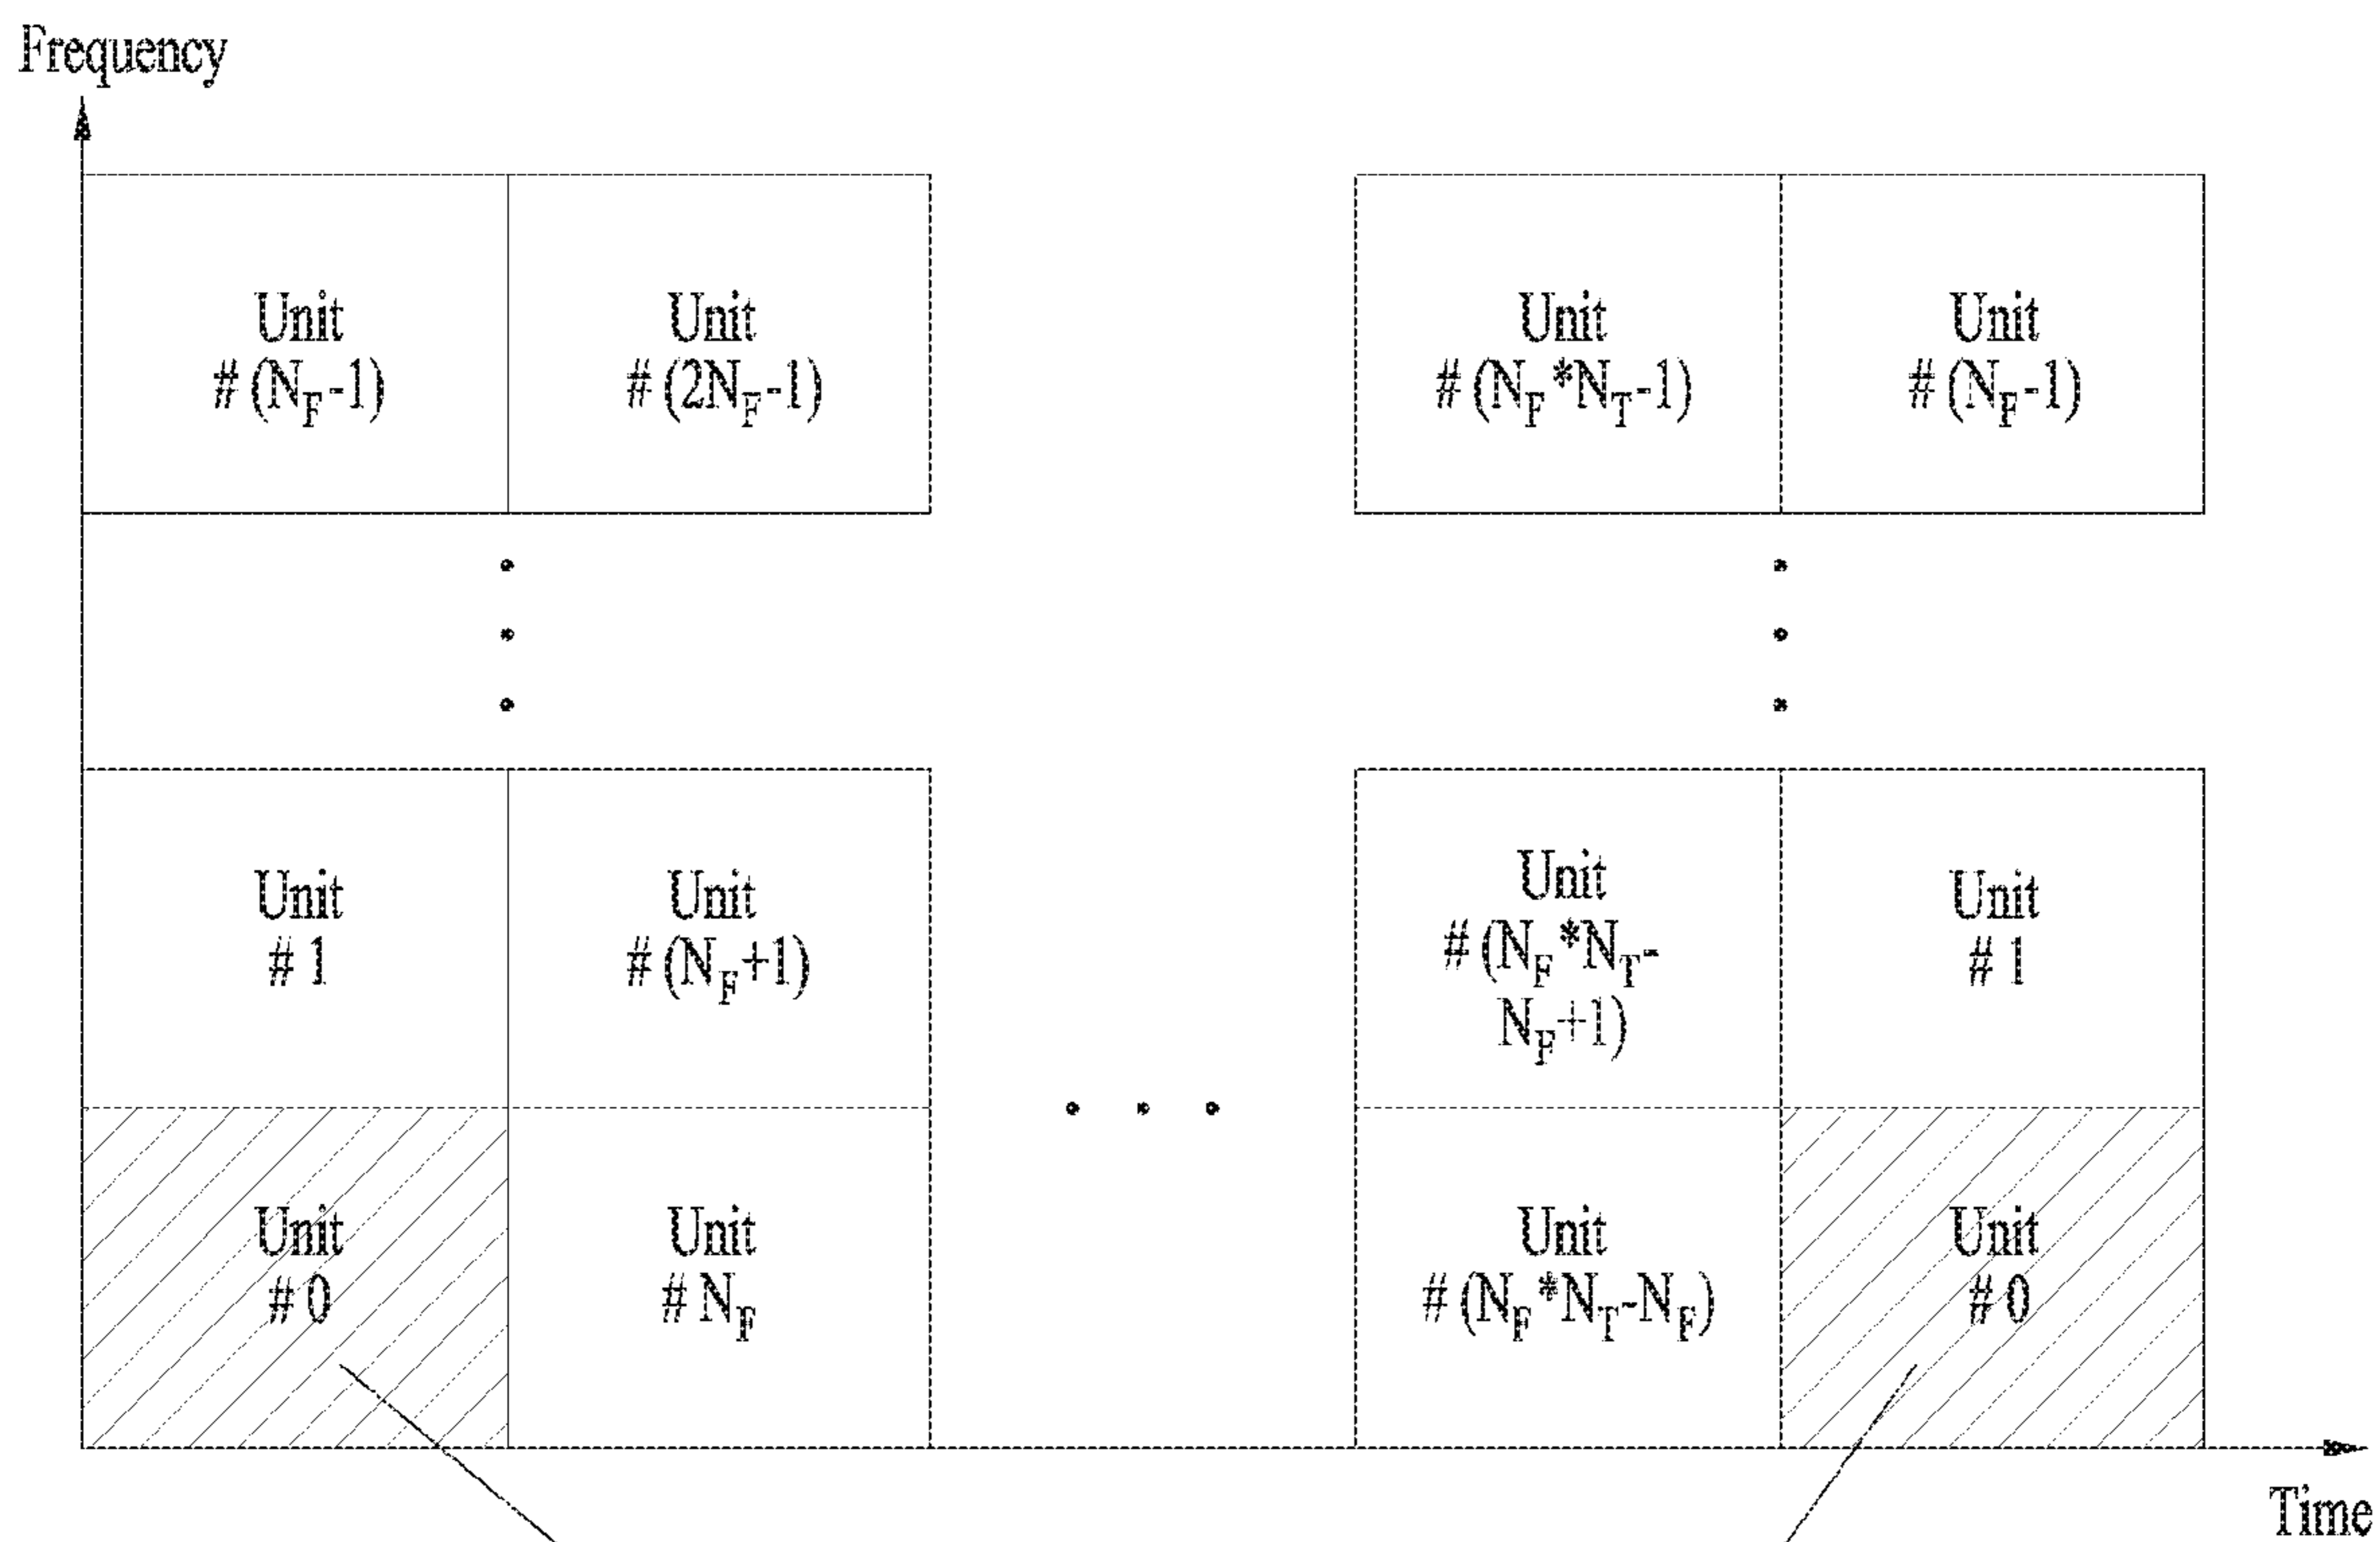 Frequency
Unit
# (N_F-1)
Unit
# (2N_F-1)
Unit
# (N_F*N_T-1)
Unit
# (N_F-1)
Unit
# 1
Unit
# (N_F+1)
Unit
# (N_F*N_T-
N_F+1)
Unit
# 1
Unit
# 0
Unit
# N_F
Unit
# (N_F*N_T-N_F)
Unit
# 0
Time